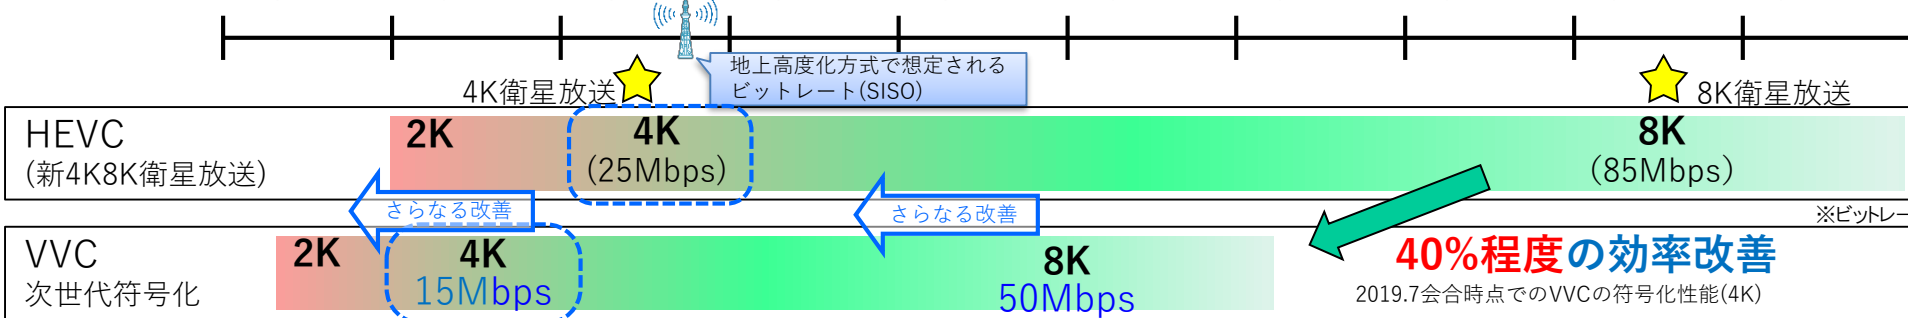 地上高度化方式で想定される
ビットレート(SISO)
4K衛星放送
8K衛星放送
HEVC
(新4K8K衛星放送)
2K
4K
(25Mbps)
8K
(85Mbps)
さらなる改善
さらなる改善
※ビットレー
VVC
次世代符号化
2K
4K
15Mbps
8K
50Mbps
40%程度の効率改善
2019.7会合時点でのVVCの符号化性能(4K)